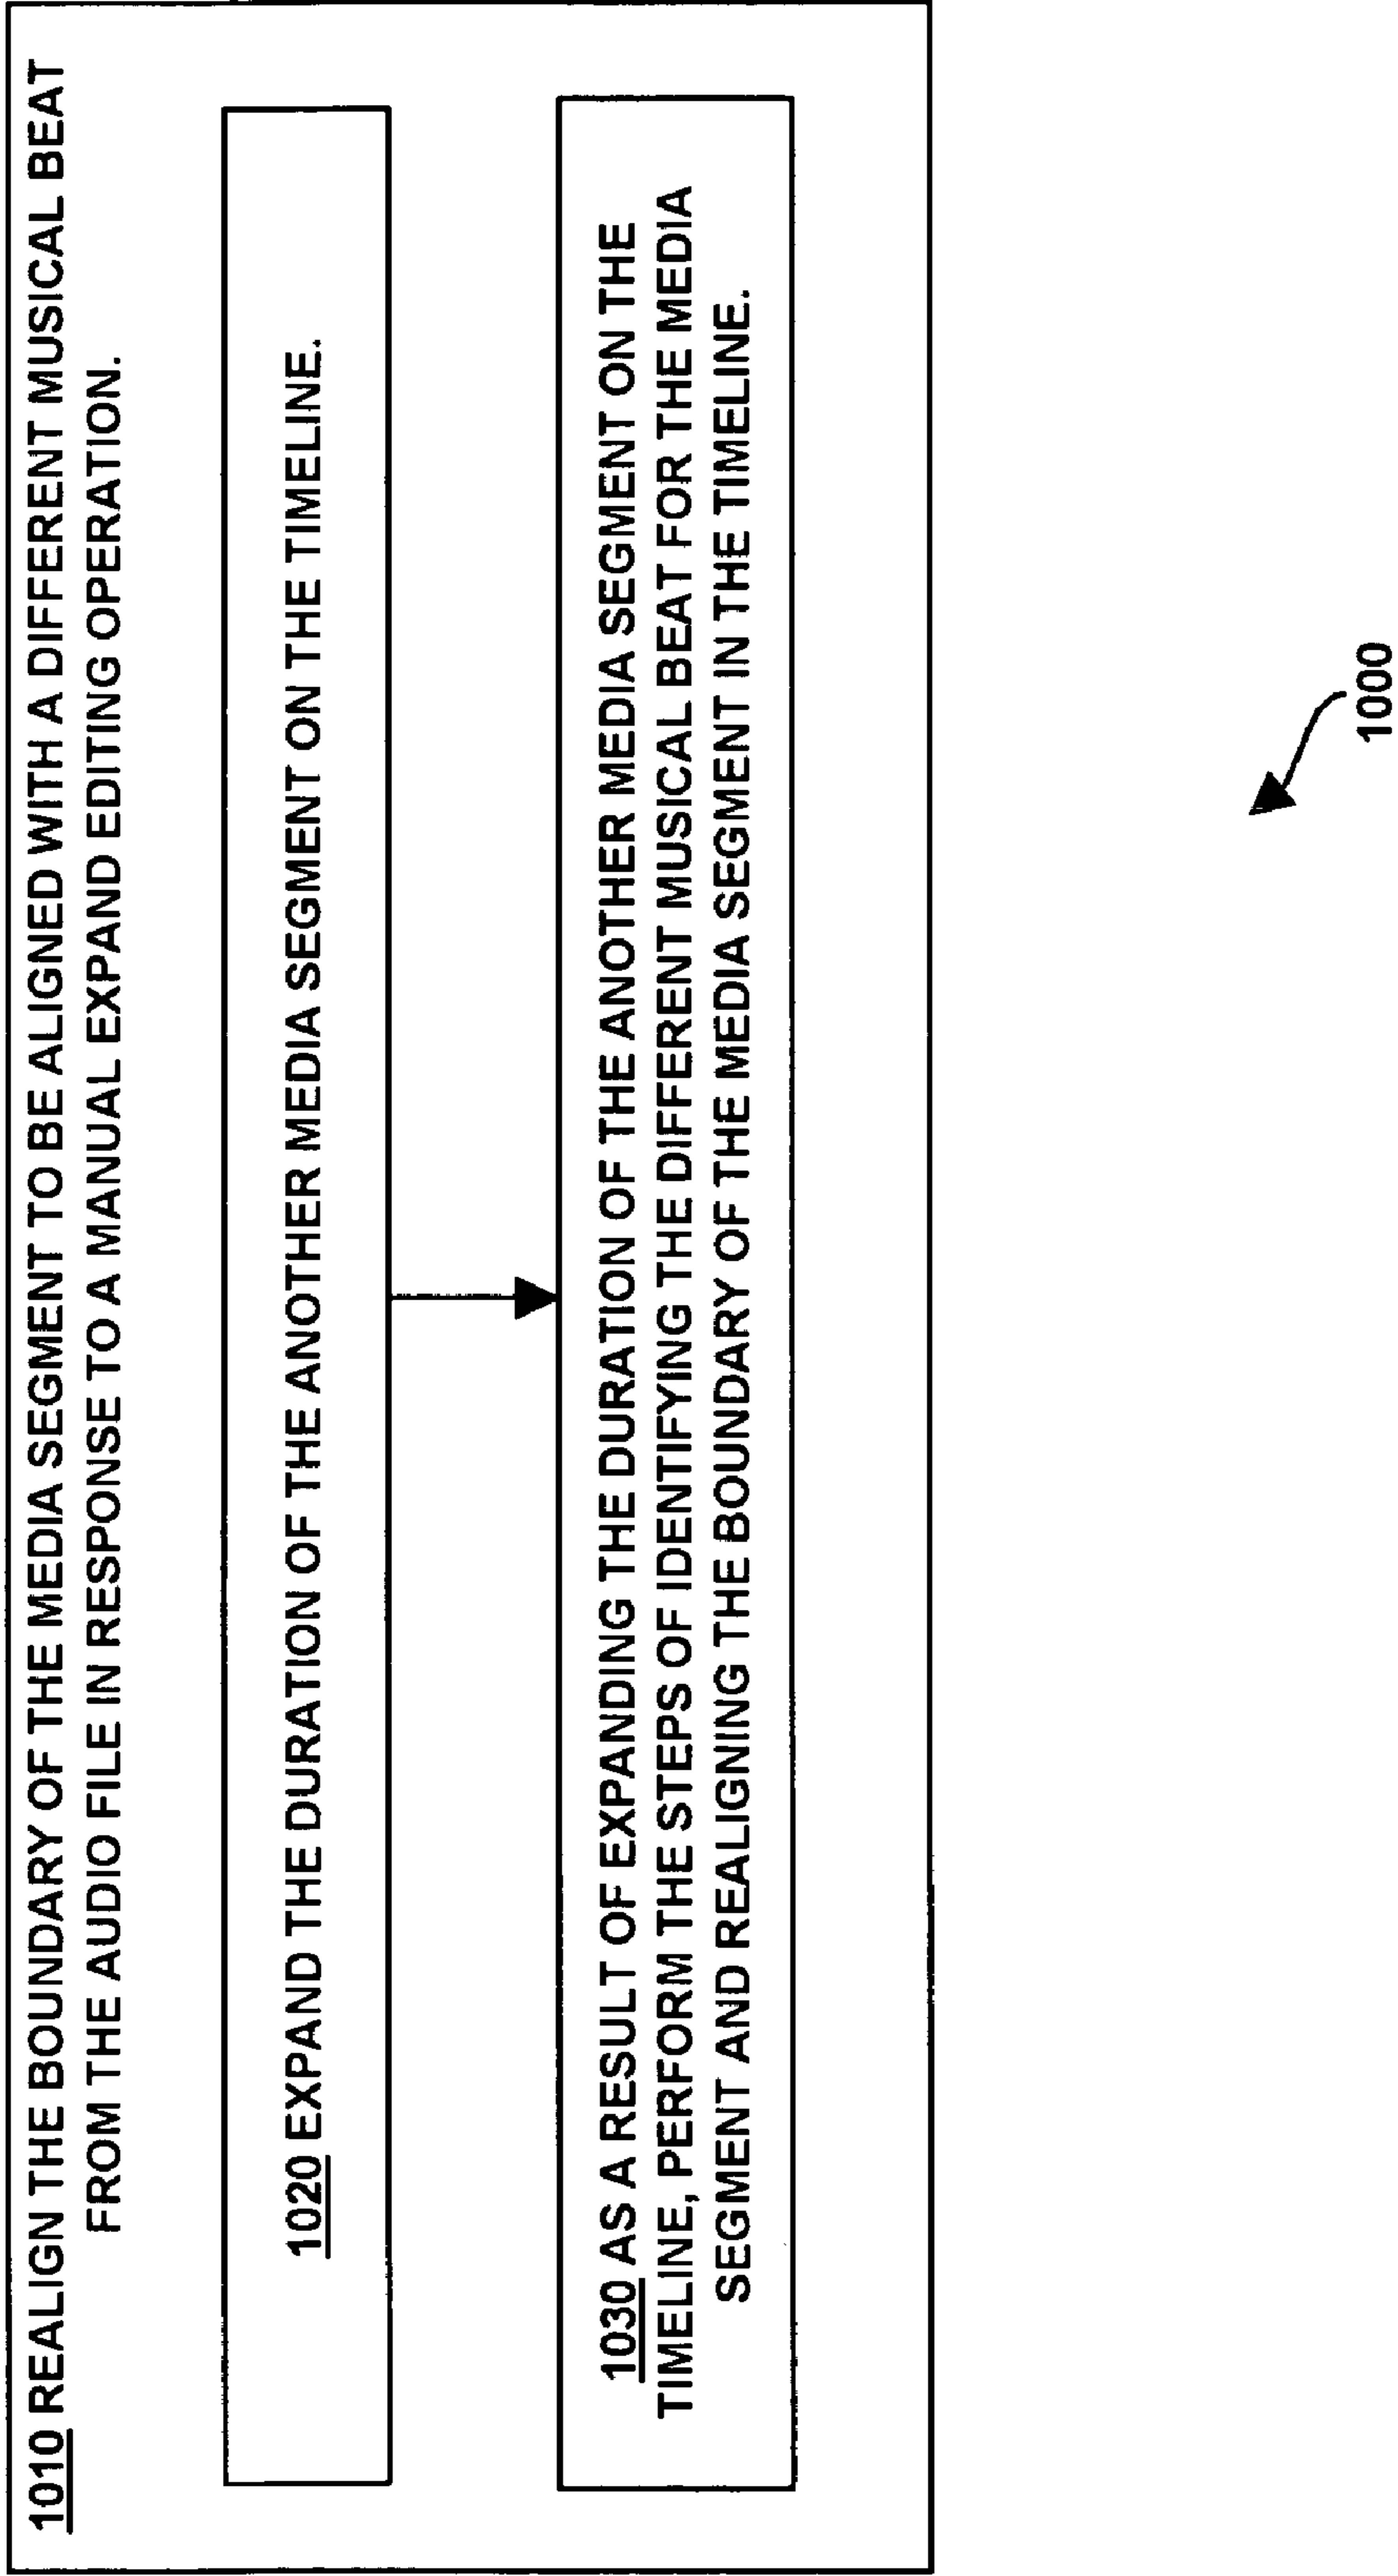 1010 REALIGN THE BOUNDARY OF THE MEDIA SEGMENT TO BE ALIGNED WITH A DIFFERENT MUSICAL BEAT
FROM THE AUDIO FILE IN RESPONSE TO A MANUAL EXPAND EDITING OPERATION.
1020 EXPAND THE DURATION OF THE ANOTHER MEDIA SEGMENT ON THE TIMELINE.
1030 AS A RESULT OF EXPANDING THE DURATION OF THE ANOTHER MEDIA SEGMENT ON THE
TIMELINE, PERFORM THE STEPS OF IDENTIFYING THE DIFFERENT MUSICAL BEAT FOR THE MEDIA
SEGMENT AND REALIGNING THE BOUNDARY OF THE MEDIA SEGMENT IN THE TIMELINE.
1000